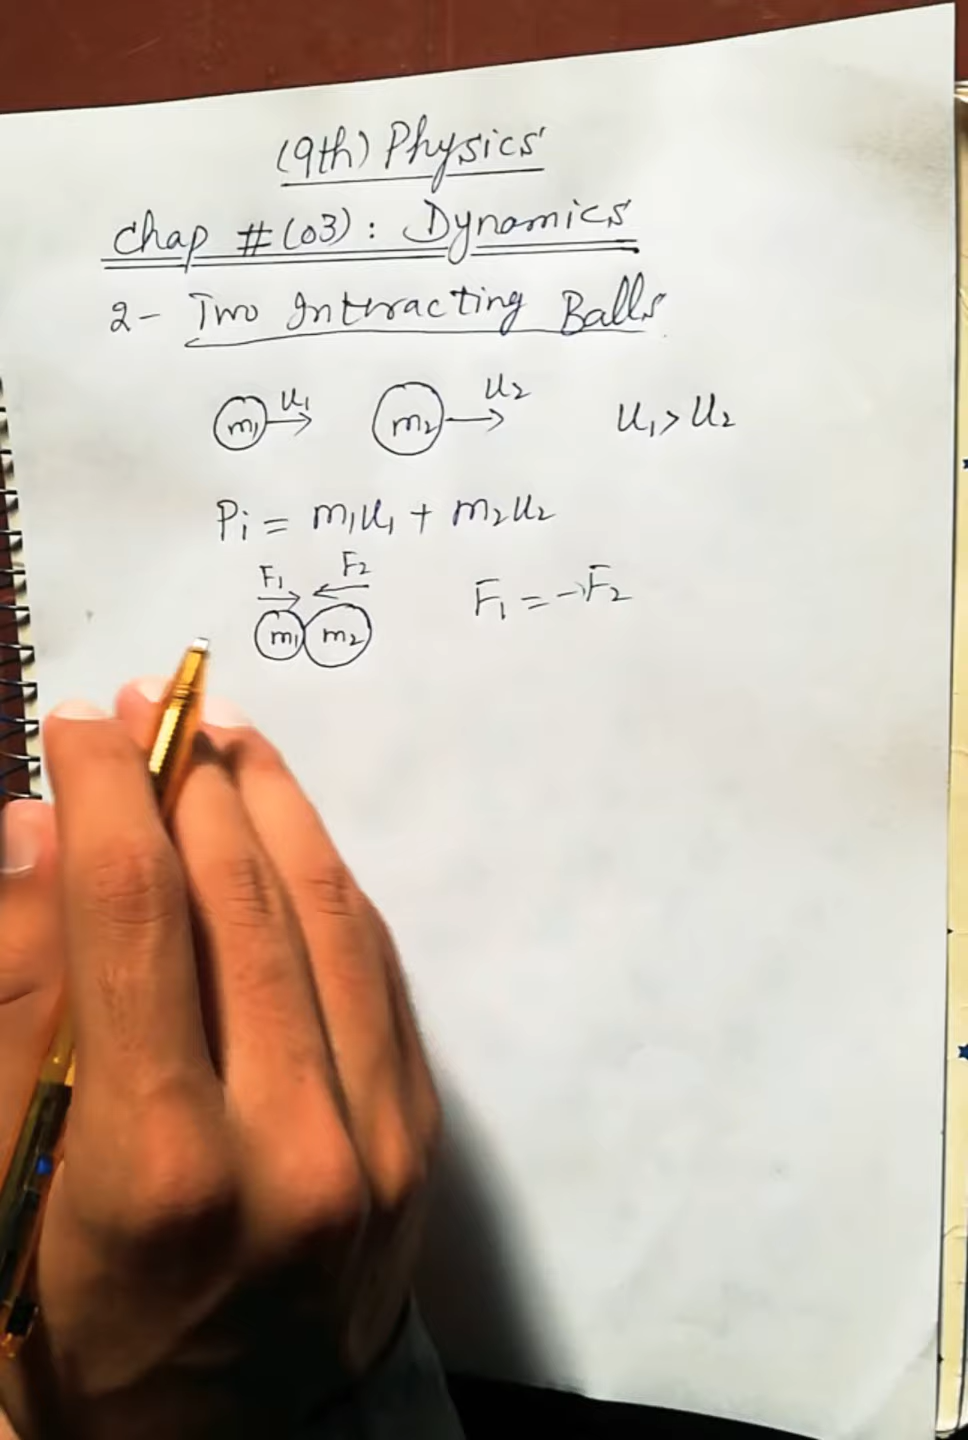 (9th) Physics
Chap # (03): Dynamics
2- Two Interacting Balls
m₁ u₁ m₂ u₂ u₁ > u₂
Pi = m₁u₁ + m₂u₂
F₁ F₂ F₁ = -F₂
m₁ m₂